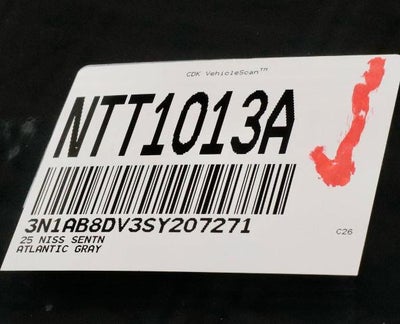 CDK VehicleScan™
NTT1013A
3N1AB8DV3SY207271
25 NISS SENTN
ATLANTIC GRAY
C26